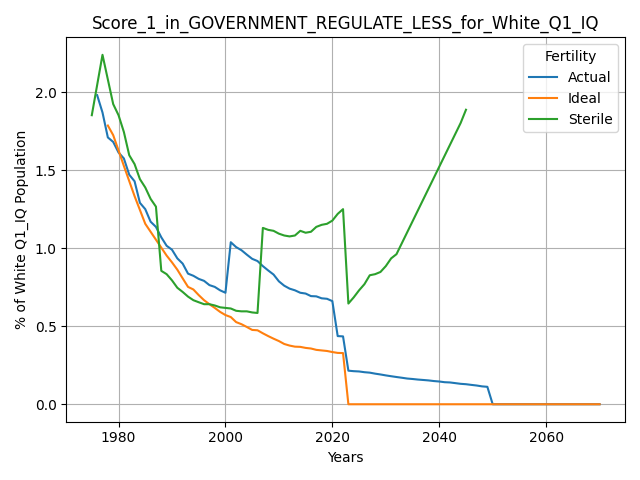 Score_1_in_GOVERNMENT_REGULATE_LESS_for_White_Q1_IQ
Fertility
Actual
Ideal
Sterile
% of White Q1_IQ Population
2.0
1.5
1.0
0.5
0.0
1980
2000
2020
2040
2060
Years